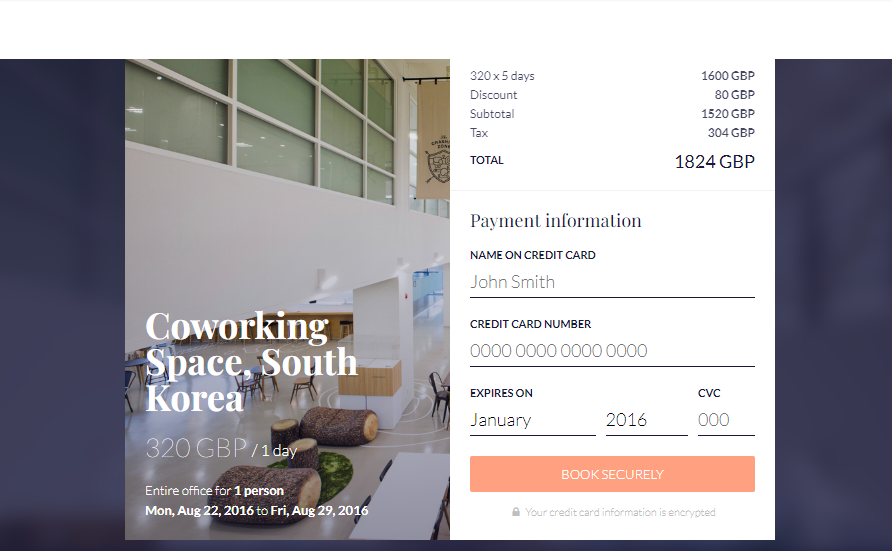 320 x 5 days 1600 GBP
Discount 80 GBP
Subtotal 1520 GBP
Tax 304 GBP
TOTAL 1824 GBP
Payment information
NAME ON CREDIT CARD
John Smith
CREDIT CARD NUMBER
0000 0000 0000 0000
EXPIRES ON CVC
January 2016 000
BOOK SECURELY
Your credit card information is encrypted
Coworking
Space, South
Korea
320 GBP / 1 day
Entire office for 1 person
Mon, Aug 22, 2016 to Fri, Aug 29, 2016